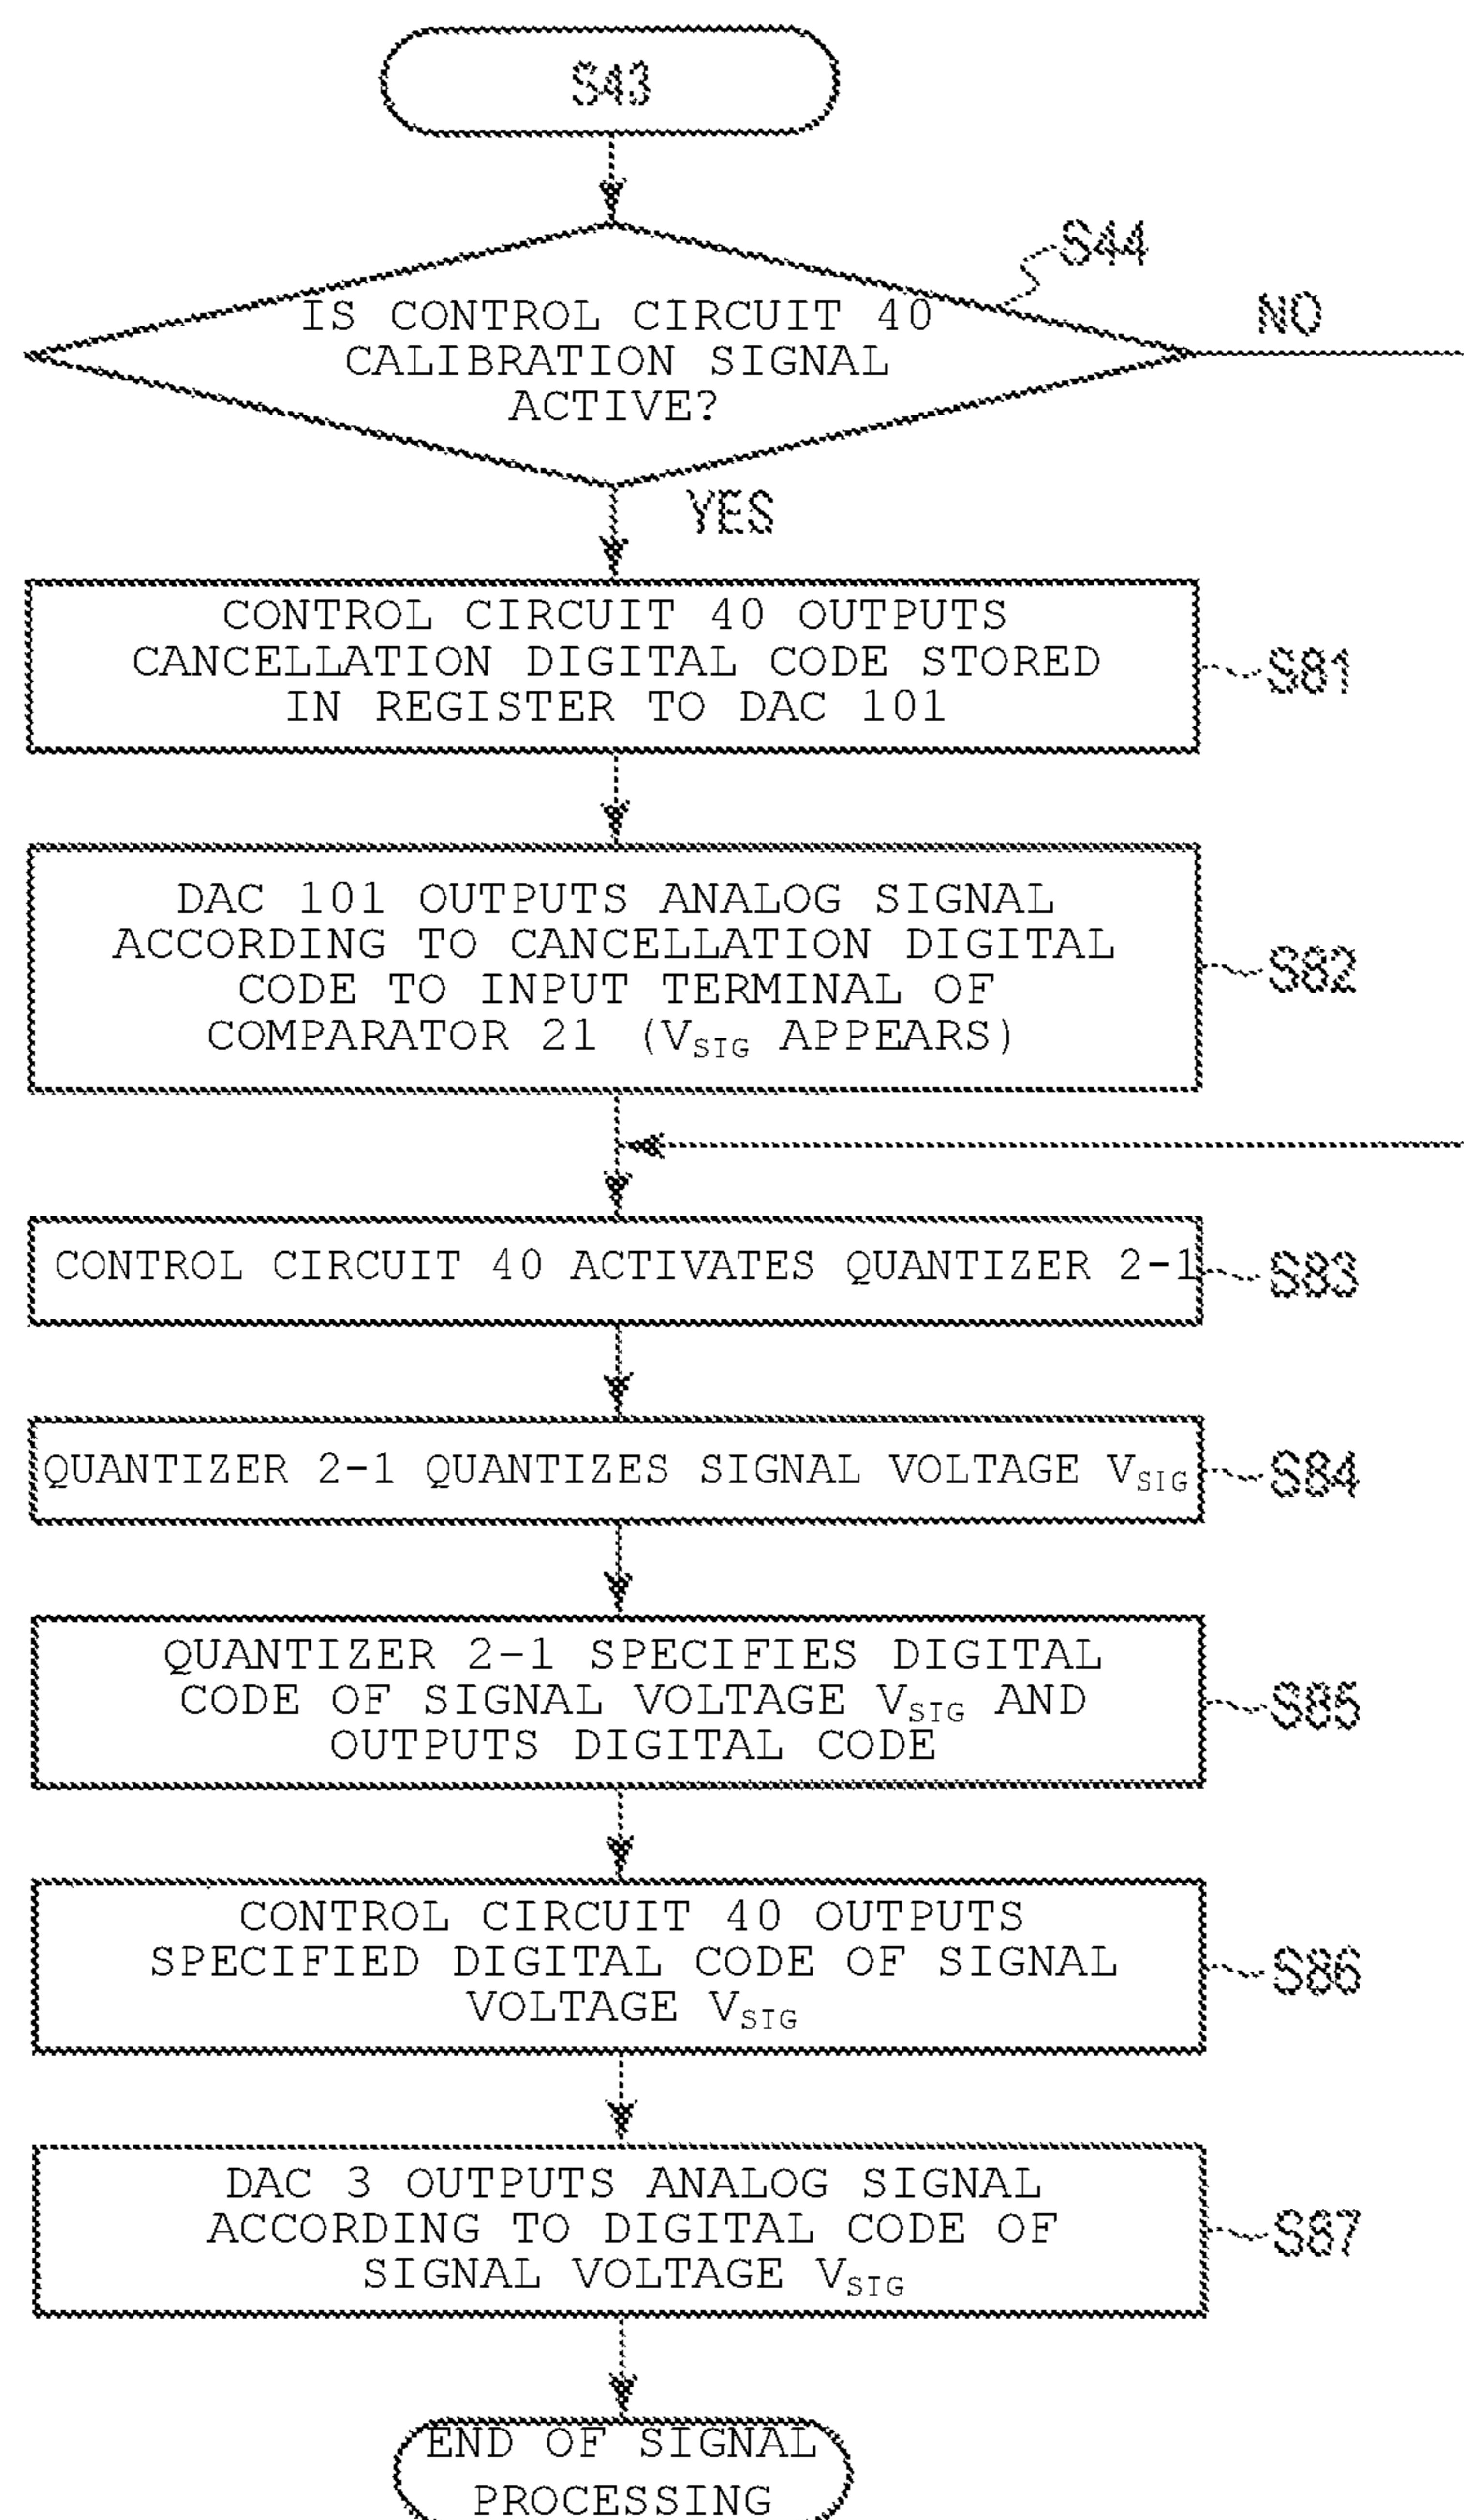 S43
S44
IS CONTROL CIRCUIT 40
CALIBRATION SIGNAL
ACTIVE?
NO
YES
CONTROL CIRCUIT 40 OUTPUTS
CANCELLATION DIGITAL CODE STORED
IN REGISTER TO DAC 101
S81
DAC 101 OUTPUTS ANALOG SIGNAL
ACCORDING TO CANCELLATION DIGITAL
CODE TO INPUT TERMINAL OF
COMPARATOR 21 (VSIG APPEARS)
S82
CONTROL CIRCUIT 40 ACTIVATES QUANTIZER 2-1
S83
QUANTIZER 2-1 QUANTIZES SIGNAL VOLTAGE VSIG
S84
QUANTIZER 2-1 SPECIFIES DIGITAL
CODE OF SIGNAL VOLTAGE VSIG AND
OUTPUTS DIGITAL CODE
S85
CONTROL CIRCUIT 40 OUTPUTS
SPECIFIED DIGITAL CODE OF SIGNAL
VOLTAGE VSIG
S86
DAC 3 OUTPUTS ANALOG SIGNAL
ACCORDING TO DIGITAL CODE OF
SIGNAL VOLTAGE VSIG
S87
END OF SIGNAL
PROCESSING